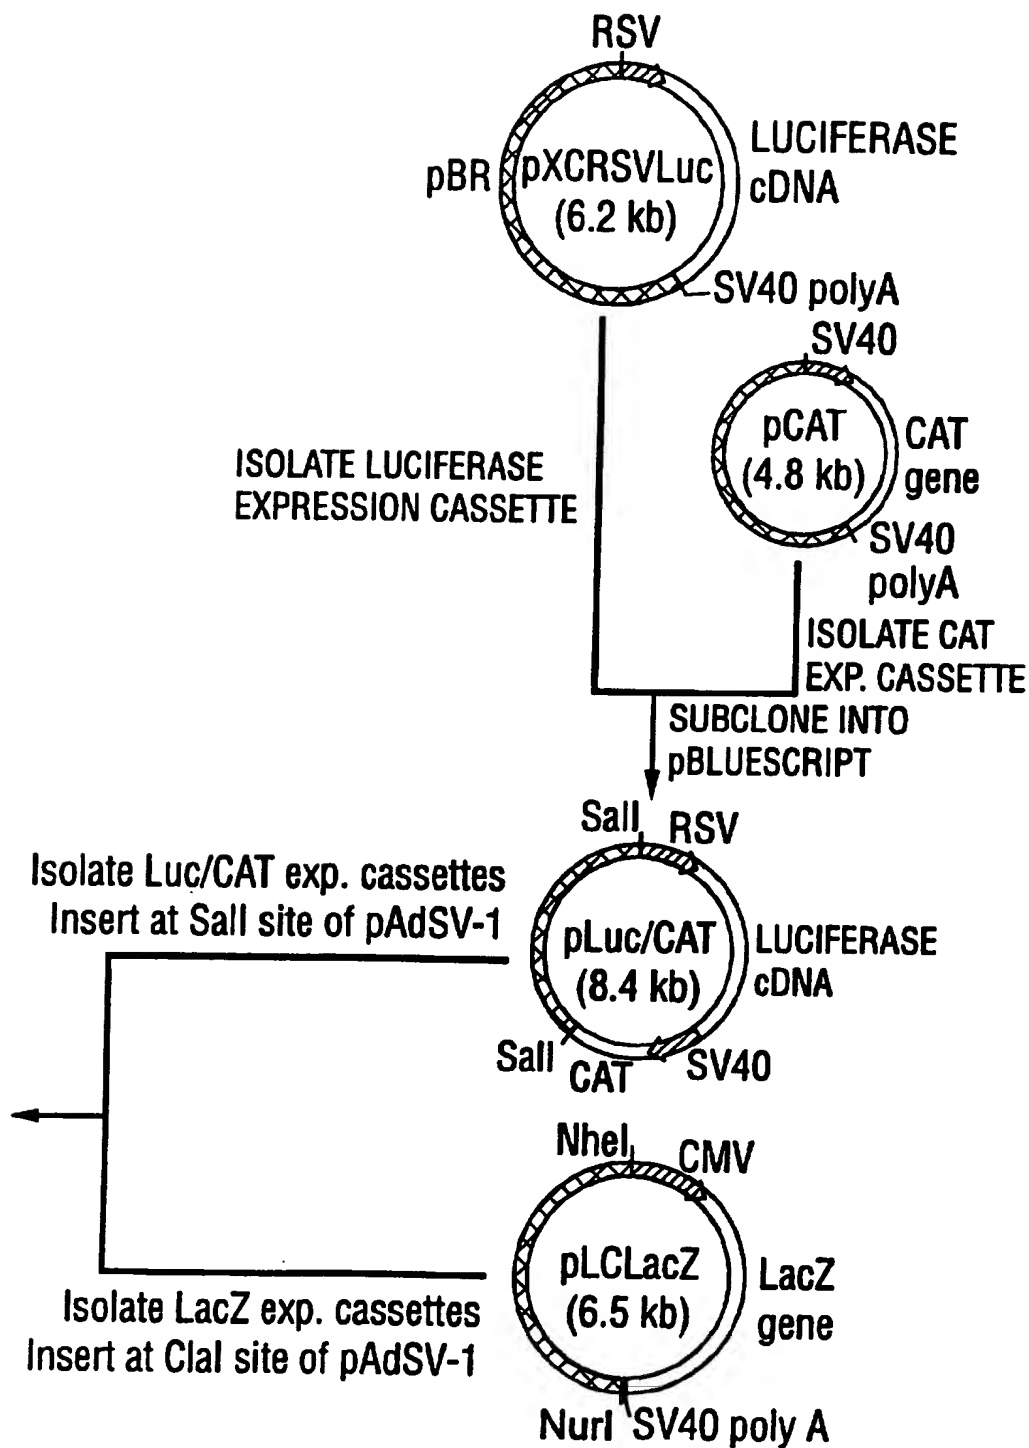 RSV
pBR
pXCRSVLuc
(6.2 kb)
LUCIFERASE
cDNA
SV40 polyA
SV40
pCAT
(4.8 kb)
CAT
gene
SV40
polyA
ISOLATE LUCIFERASE
EXPRESSION CASSETTE
ISOLATE CAT
EXP. CASSETTE
SUBCLONE INTO
pBLUESCRIPT
SalI
RSV
Isolate Luc/CAT exp. cassettes
Insert at SalI site of pAdSV-1
pLuc/CAT
(8.4 kb)
LUCIFERASE
cDNA
SalI
CAT
SV40
NheI
CMV
pLCLacZ
(6.5 kb)
LacZ
gene
Isolate LacZ exp. cassettes
Insert at ClaI site of pAdSV-1
NurI
SV40 poly A